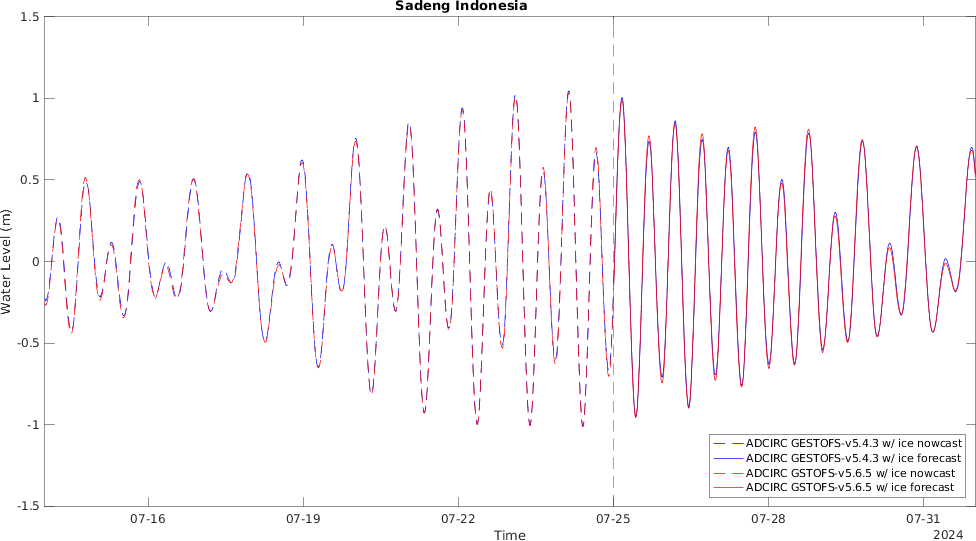 Sadeng Indonesia
1.5
1
0.5
0
-0.5
-1
-1.5
Water Level (m)
07-16
07-19
07-22
07-25
07-28
07-31
2024
Time
ADCIRC GESTOFS-v5.4.3 w/ ice nowcast
ADCIRC GESTOFS-v5.4.3 w/ ice forecast
ADCIRC GSTOFS-v5.6.5 w/ ice nowcast
ADCIRC GSTOFS-v5.6.5 w/ ice forecast